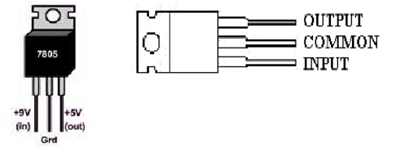 7805
+9V
+5V
(in)
(out)
Grd
OUTPUT
COMMON
INPUT